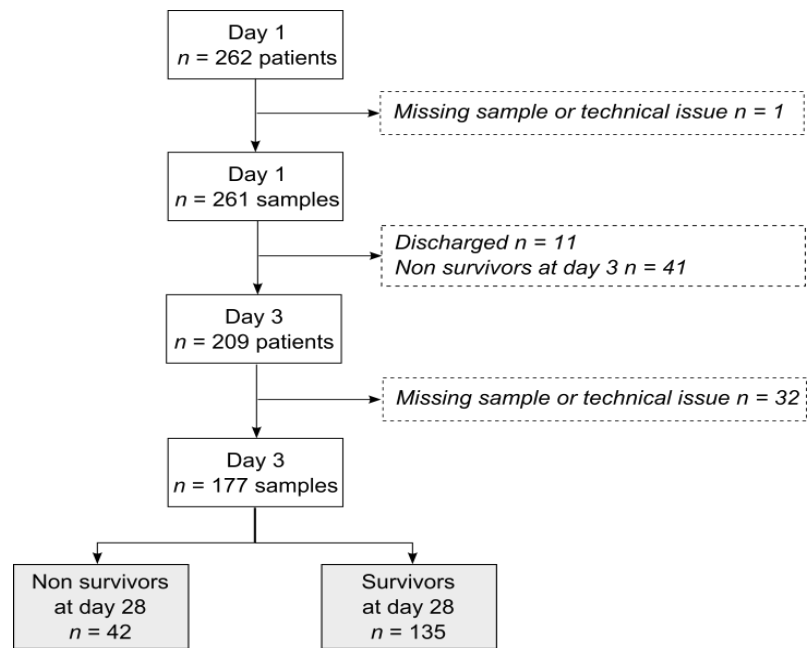 Day 1
n = 262 patients
Missing sample or technical issue n = 1
Day 1
n = 261 samples
Discharged n = 11
Non survivors at day 3 n = 41
Day 3
n = 209 patients
Missing sample or technical issue n = 32
Day 3
n = 177 samples
Non survivors
at day 28
n = 42
Survivors
at day 28
n = 135